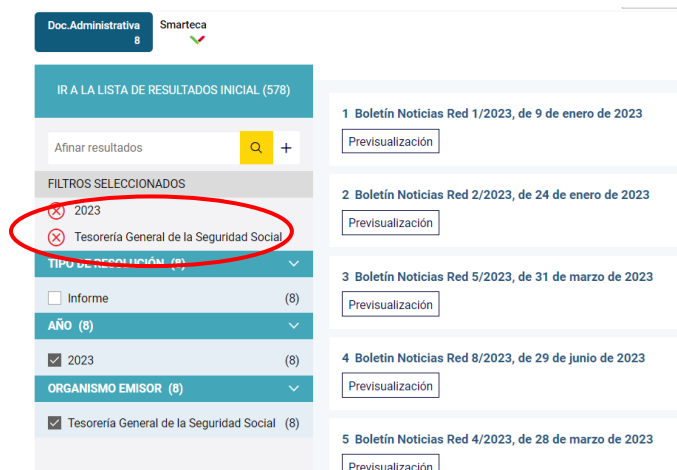 Doc.Administrativa
8
Smarteca
IR A LA LISTA DE RESULTADOS INICIAL (578)
Afinar resultados
FILTROS SELECCIONADOS
2023
Tesorería General de la Seguridad Social
TIPO DE RESOLUCIÓN (8)
Informe (8)
AÑO (8)
2023 (8)
ORGANISMO EMISOR (8)
Tesorería General de la Seguridad Social (8)
1 Boletín Noticias Red 1/2023, de 9 de enero de 2023
Previsualización
2 Boletín Noticias Red 2/2023, de 24 de enero de 2023
Previsualización
3 Boletín Noticias Red 5/2023, de 31 de marzo de 2023
Previsualización
4 Boletín Noticias Red 8/2023, de 29 de junio de 2023
Previsualización
5 Boletín Noticias Red 4/2023, de 28 de marzo de 2023
Previsualización